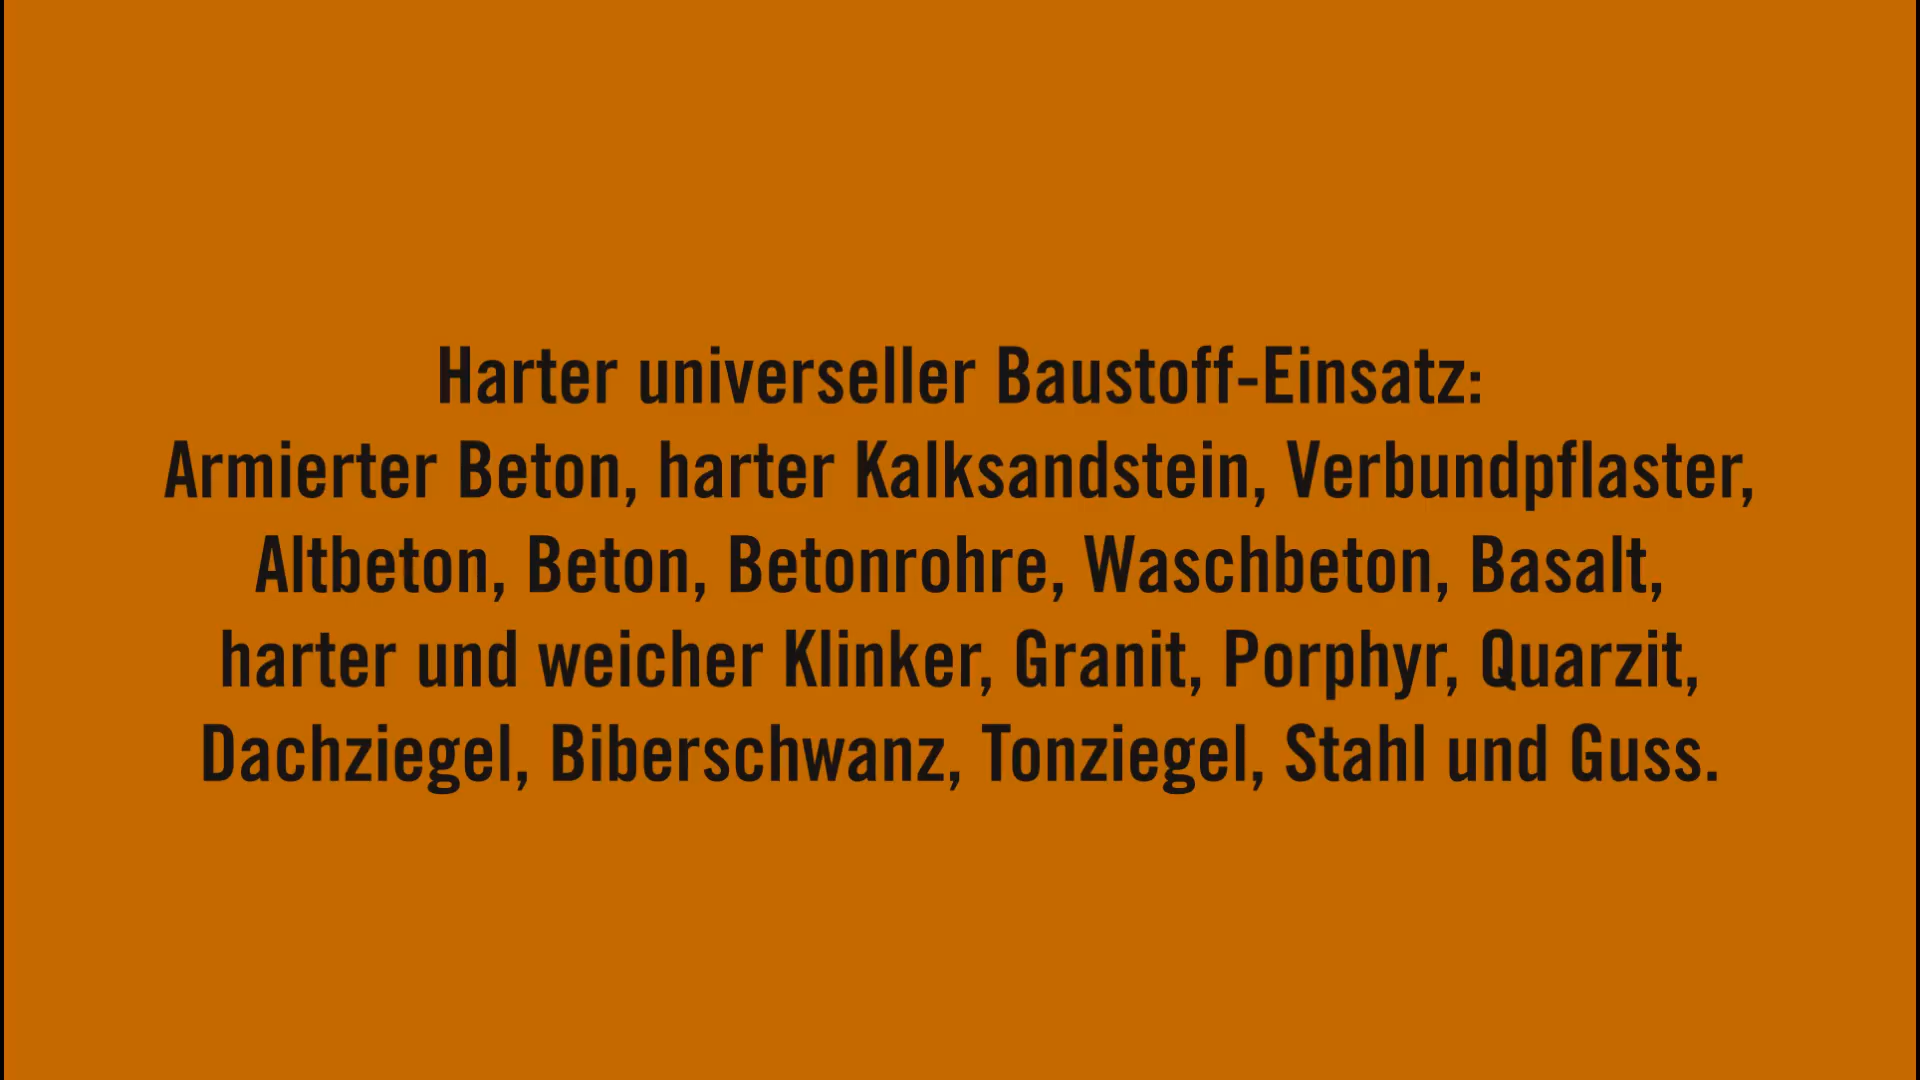 Harter universeller Baustoff-Einsatz:
Armierter Beton, harter Kalksandstein, Verbundpflaster,
Altbeton, Beton, Betonrohre, Waschbeton, Basalt,
harter und weicher Klinker, Granit, Porphyr, Quarzit,
Dachziegel, Biberschwanz, Tonziegel, Stahl und Guss.